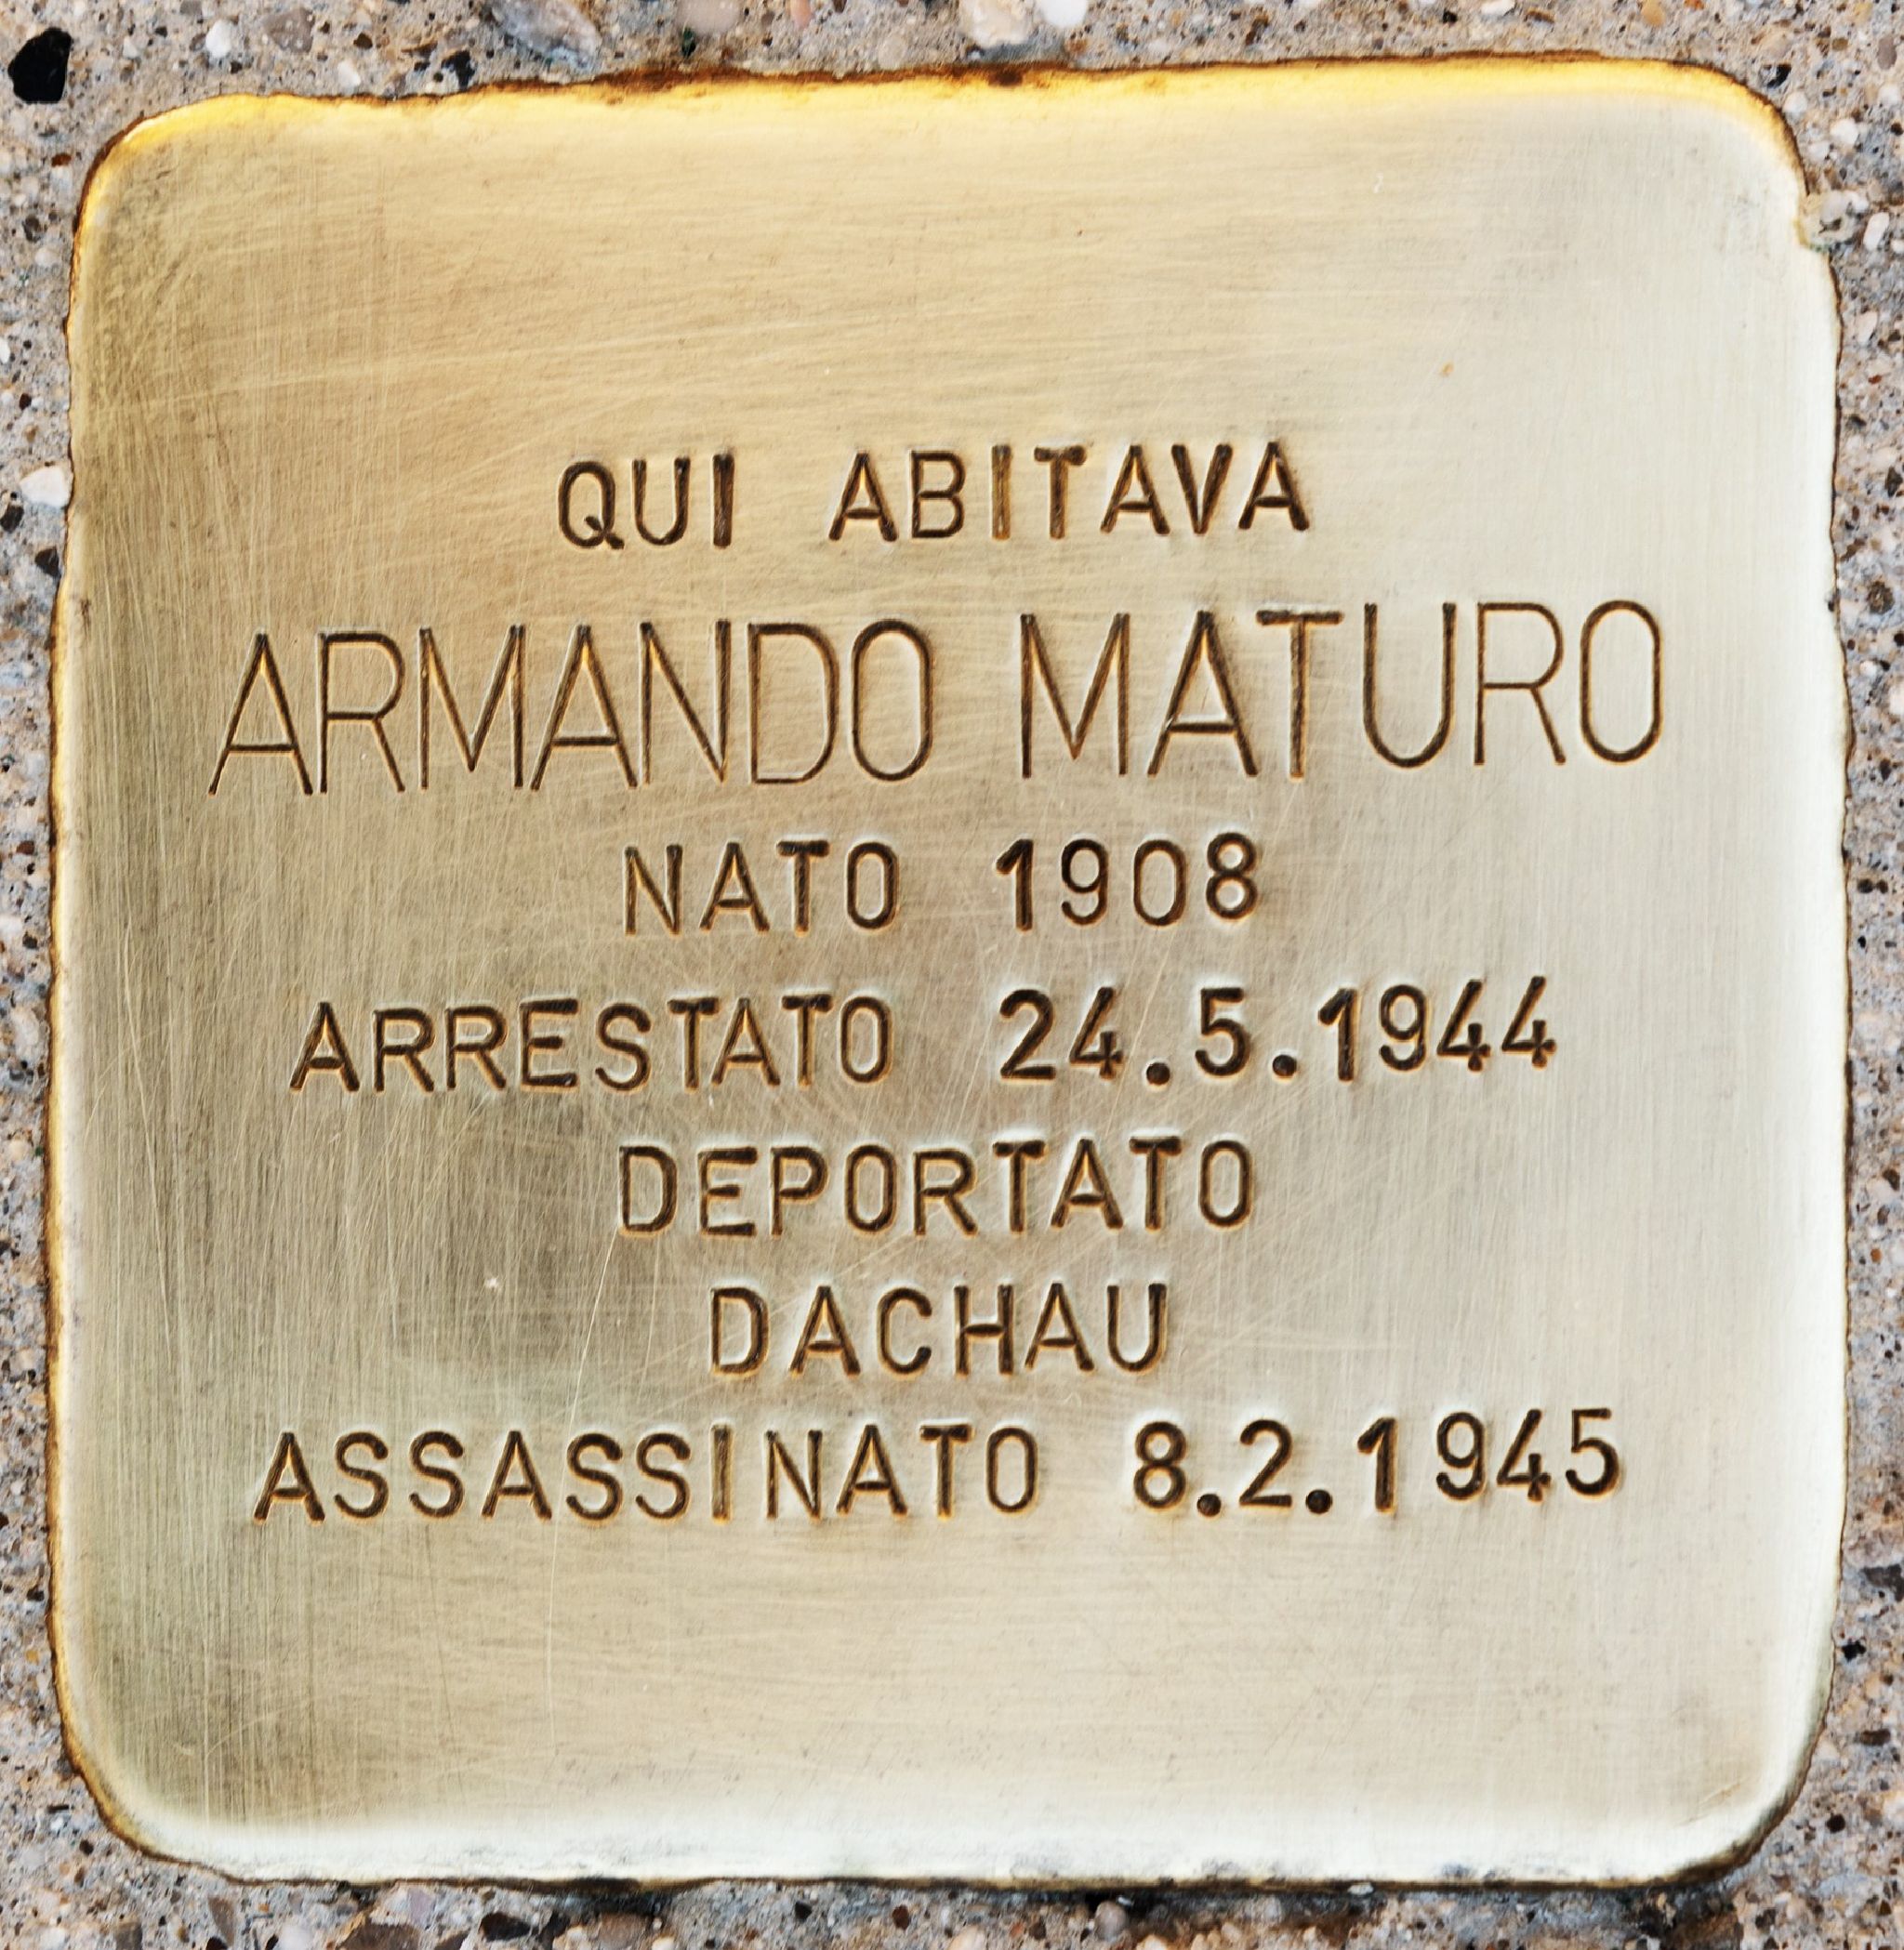 QUI ABITAVA
ARMANDO MATURO
NATO 1908
ARRESTATO 24.5.1944
DEPORTATO
DACHAU
ASSASSINATO 8.2.1945